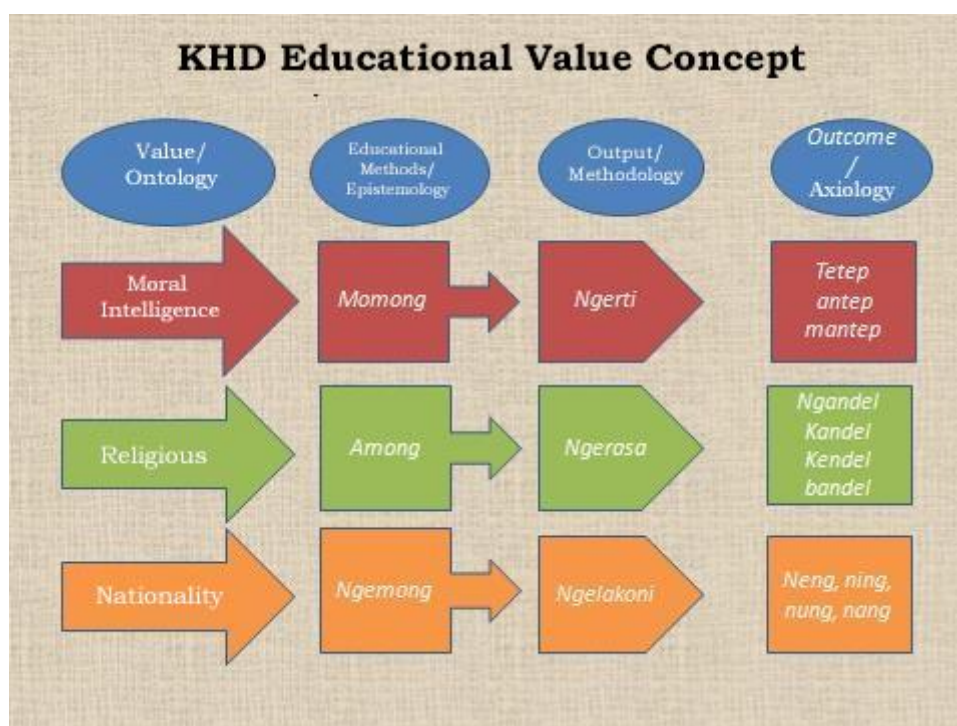 KHD Educational Value Concept
Value/
Ontology
Educational
Methods/
Epistemology
Output/
Methodology
Outcome
/
Axiology
Moral
Intelligence
Momong
Ngerti
Tetep
antep
mantep
Religious
Among
Ngerasa
Ngandel
Kandel
Kendel
bandel
Nationality
Ngemong
Ngelakoni
Neng, ning,
nung, nang